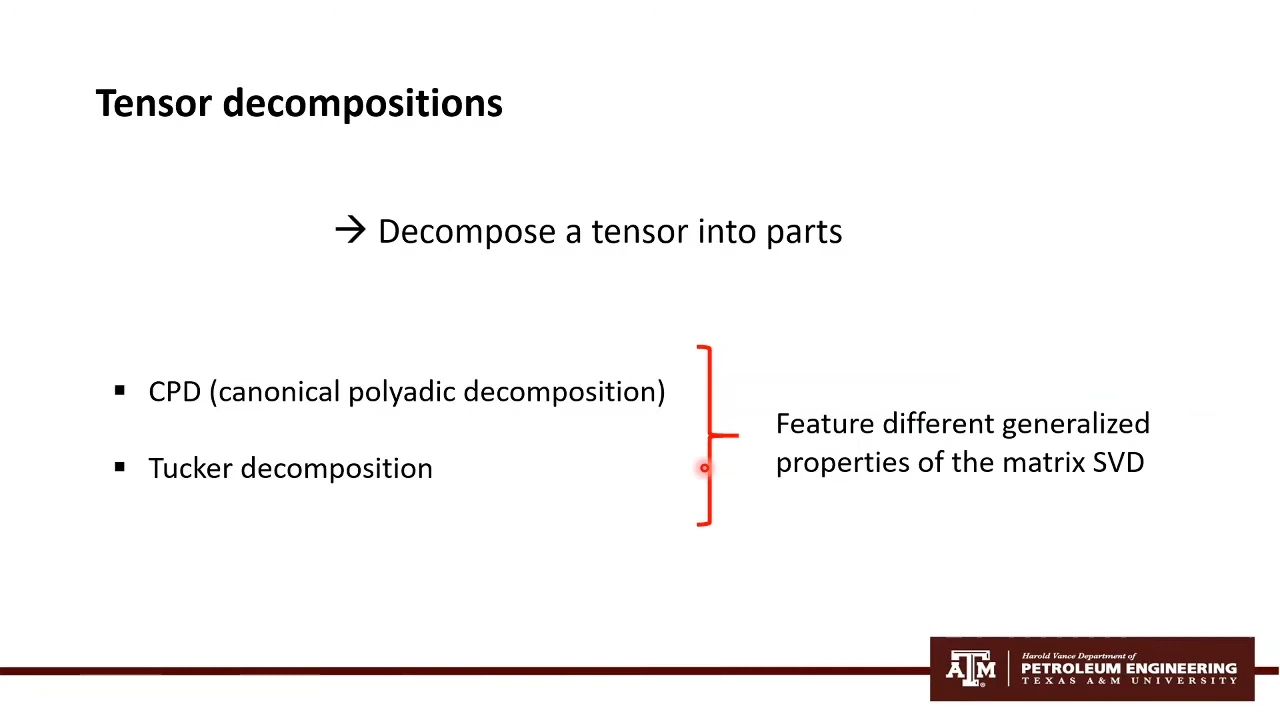 Tensor decompositions
→ Decompose a tensor into parts
▪ CPD (canonical polyadic decomposition)
▪ Tucker decomposition
Feature different generalized
properties of the matrix SVD
ATM
Harold Vance Department of
PETROLEUM ENGINEERING
TEXAS A&M UNIVERSITY